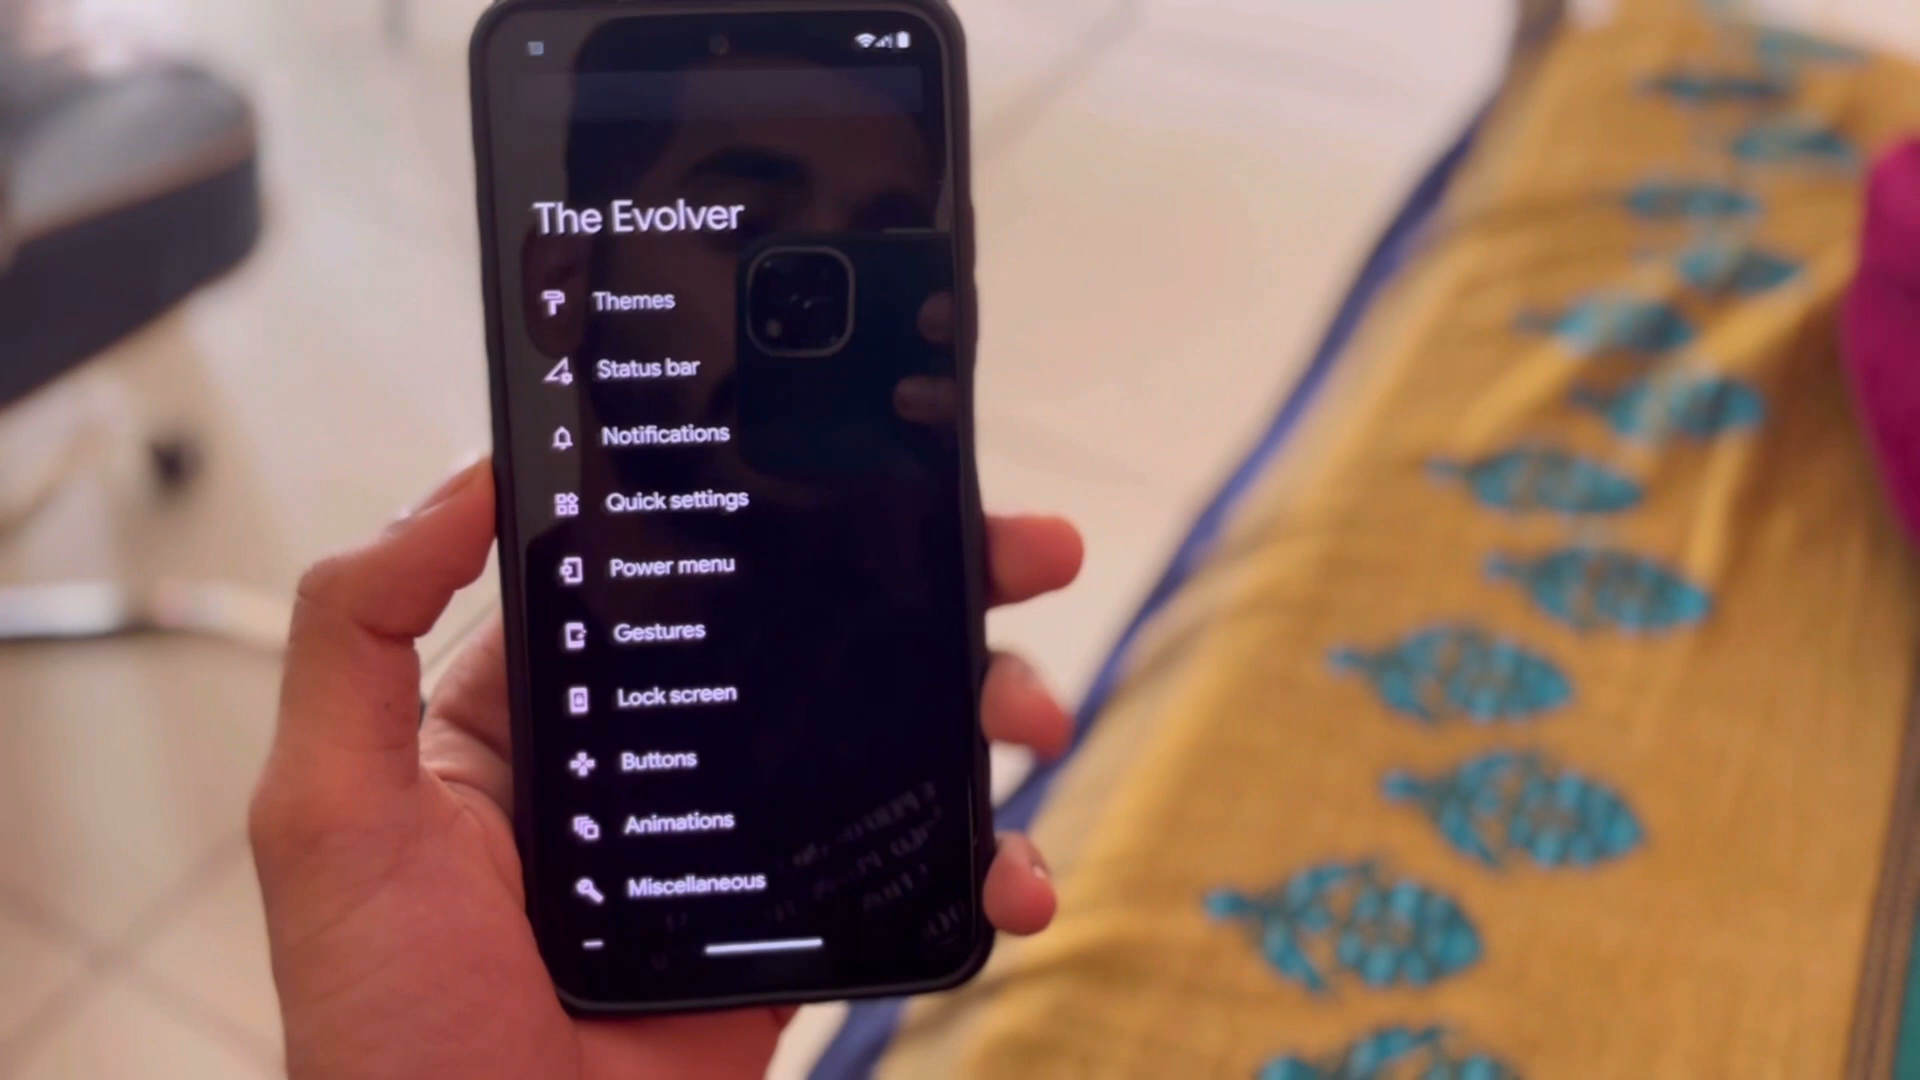 The Evolver
Themes
Status bar
Notifications
Quick settings
Power menu
Gestures
Lock screen
Buttons
Animations
Miscellaneous